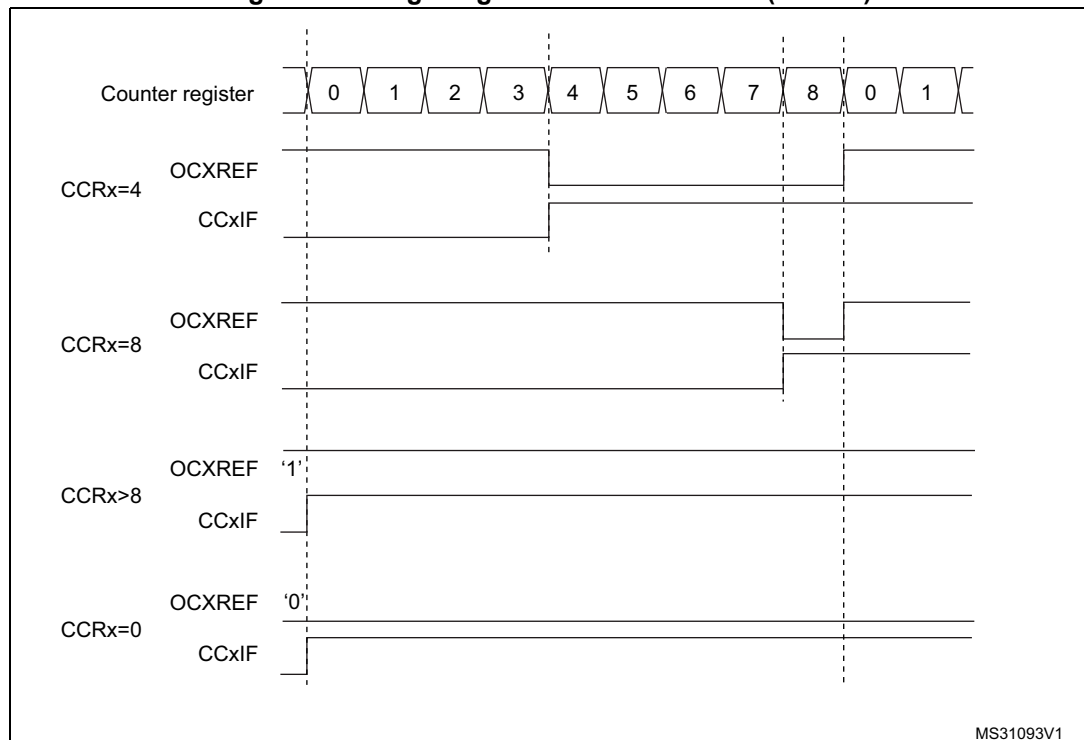 Counter register 0 1 2 3 4 5 6 7 8 0 1
OCXREF
CCRx=4
CCxIF
OCXREF
CCRx=8
CCxIF
OCXREF '1'
CCRx>8
CCxIF
OCXREF '0'
CCRx=0
CCxIF
MS31093V1